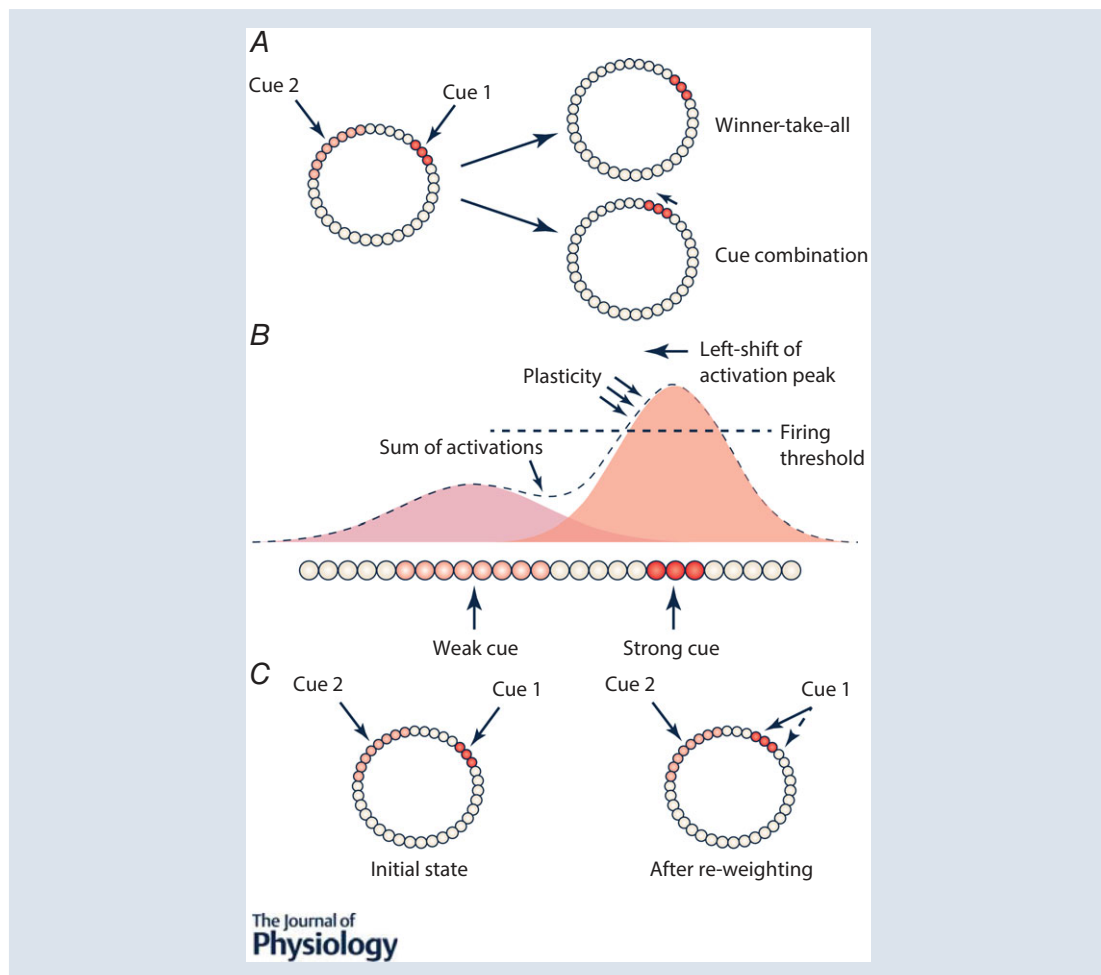 A
Cue 2
Cue 1
Winner-take-all
Cue combination
B
Left-shift of
activation peak
Plasticity
Firing
threshold
Sum of activations
Weak cue
Strong cue
C
Cue 2
Cue 1
Cue 2
Cue 1
Initial state
After re-weighting
The Journal of
Physiology